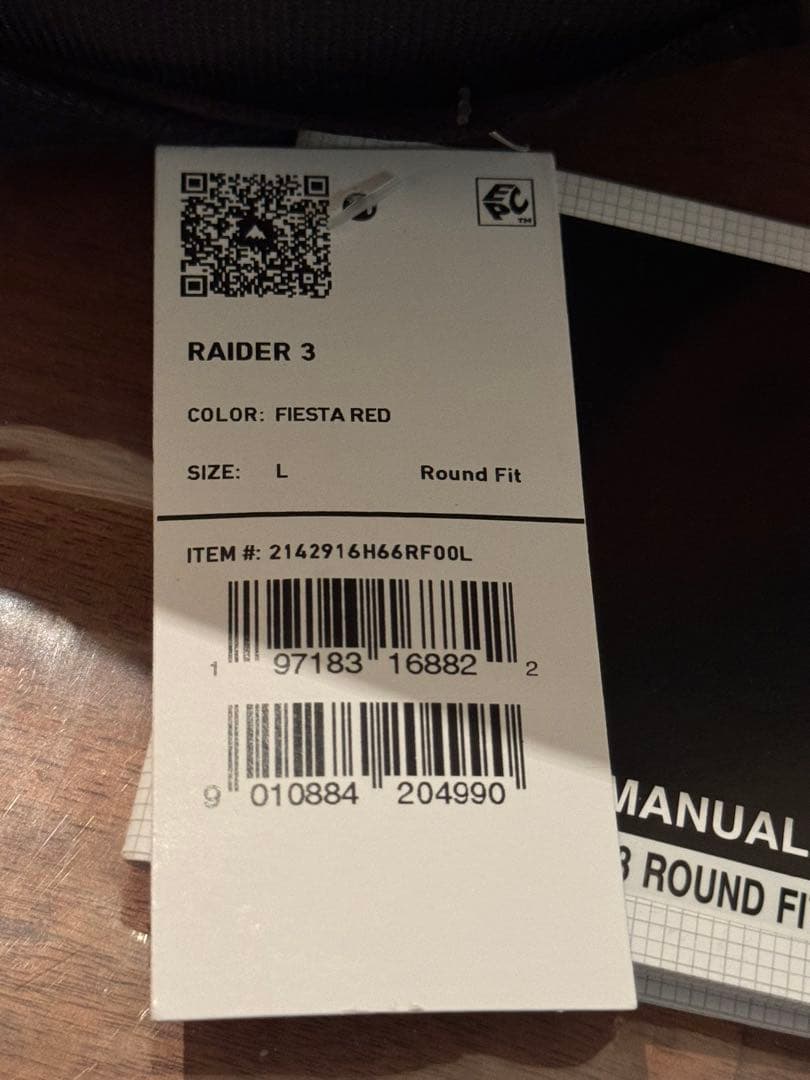 EPC™
RAIDER 3
COLOR: FIESTA RED
SIZE: L Round Fit
ITEM #: 2142916H66RF00L
1 97183 16882 2
9 010884 204990
MANUAL
3 ROUND FI